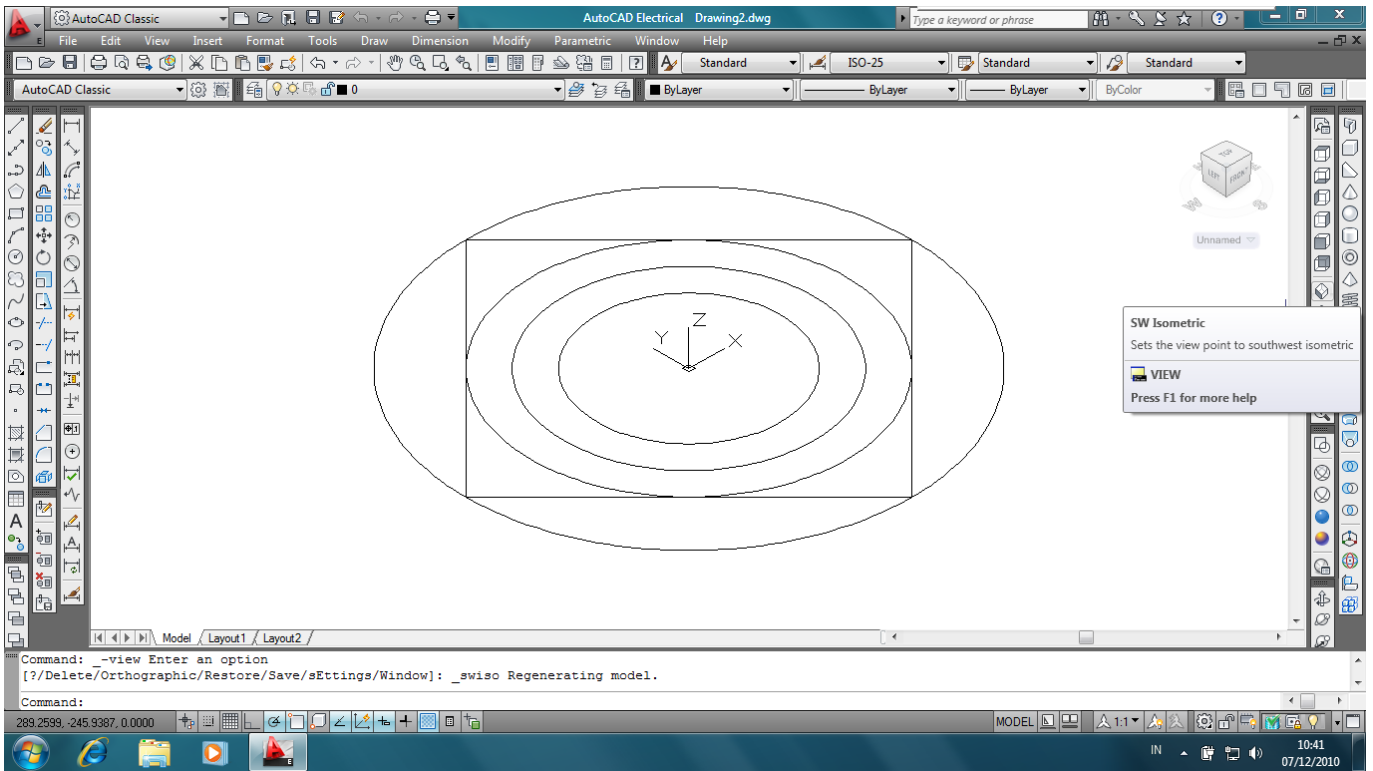 AutoCAD Classic
AutoCAD Electrical Drawing2.dwg
Type a keyword or phrase
E
File Edit View Insert Format Tools Draw Dimension Modify Parametric Window Help
Standard
ISO-25
Standard
Standard
AutoCAD Classic
0
ByLayer
ByLayer
ByLayer
ByColor
TOP
LEFT
FRONT
Unnamed
Z
Y
X
SW Isometric
Sets the view point to southwest isometric
VIEW
Press F1 for more help
A
A
Model
Layout1
Layout2
Command: _-view Enter an option
[?/Delete/Orthographic/Restore/Save/sEttings/Window]: _swiso Regenerating model.
Command:
289.2599, -245.9387, 0.0000
MODEL
1:1
E
IN
10:41
07/12/2010